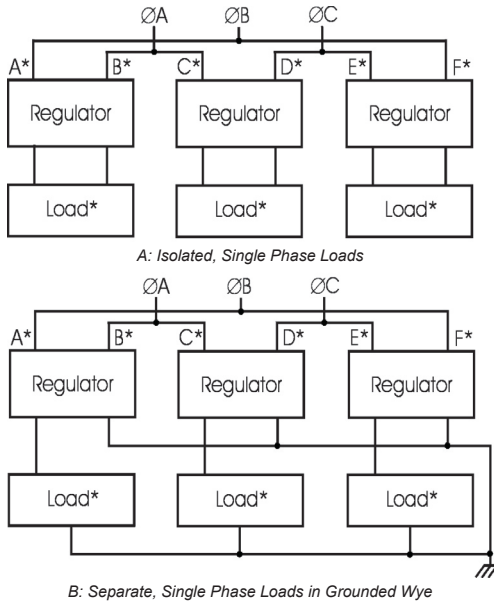 ØA ØB ØC
A* B* C* D* E* F*
Regulator Regulator Regulator
Load* Load* Load*
A: Isolated, Single Phase Loads
ØA ØB ØC
A* B* C* D* E* F*
Regulator Regulator Regulator
Load* Load* Load*
B: Separate, Single Phase Loads in Grounded Wye